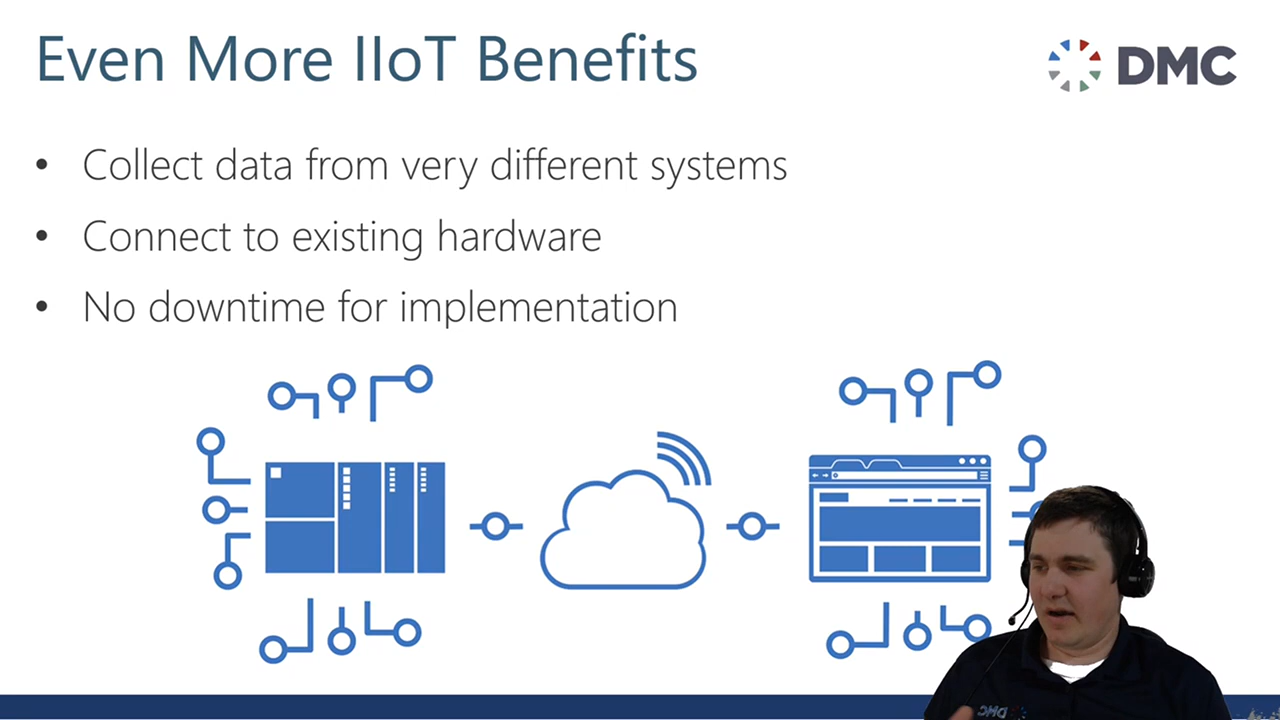 Even More IIoT Benefits
DMC
• Collect data from very different systems
• Connect to existing hardware
• No downtime for implementation
DMC